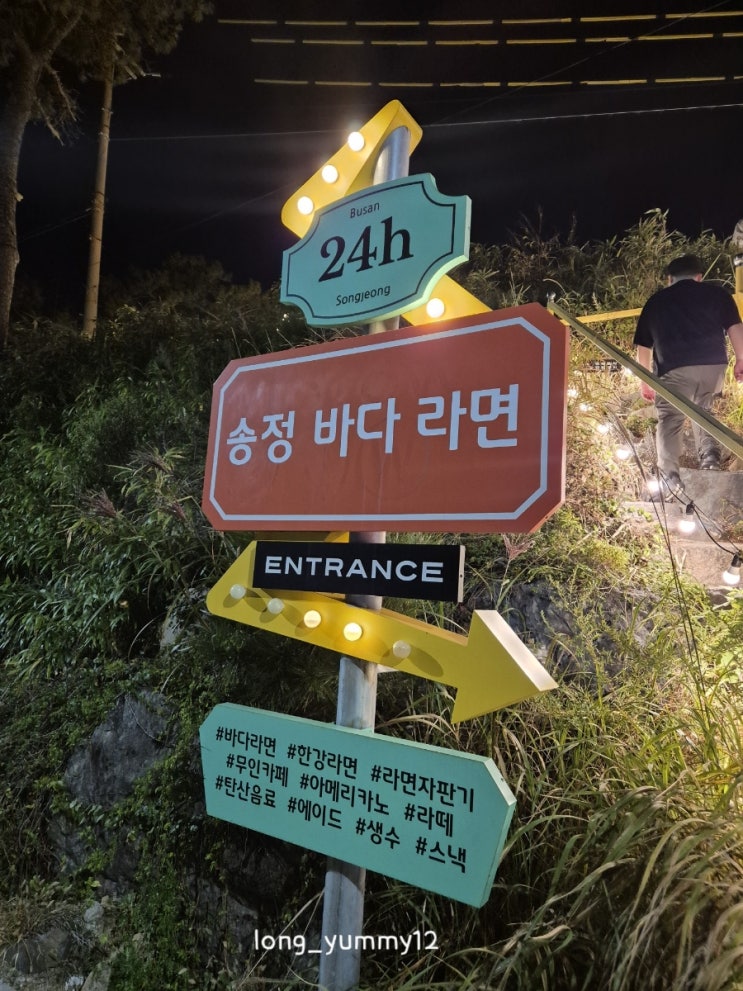 Busan
24h
Songjeong
송정 바다 라면
ENTRANCE
#바다라면 #한강라면 #라면자판기
#무인카페 #아메리카노 #라떼
#탄산음료 #에이드 #생수 #스낵
long_yummy12